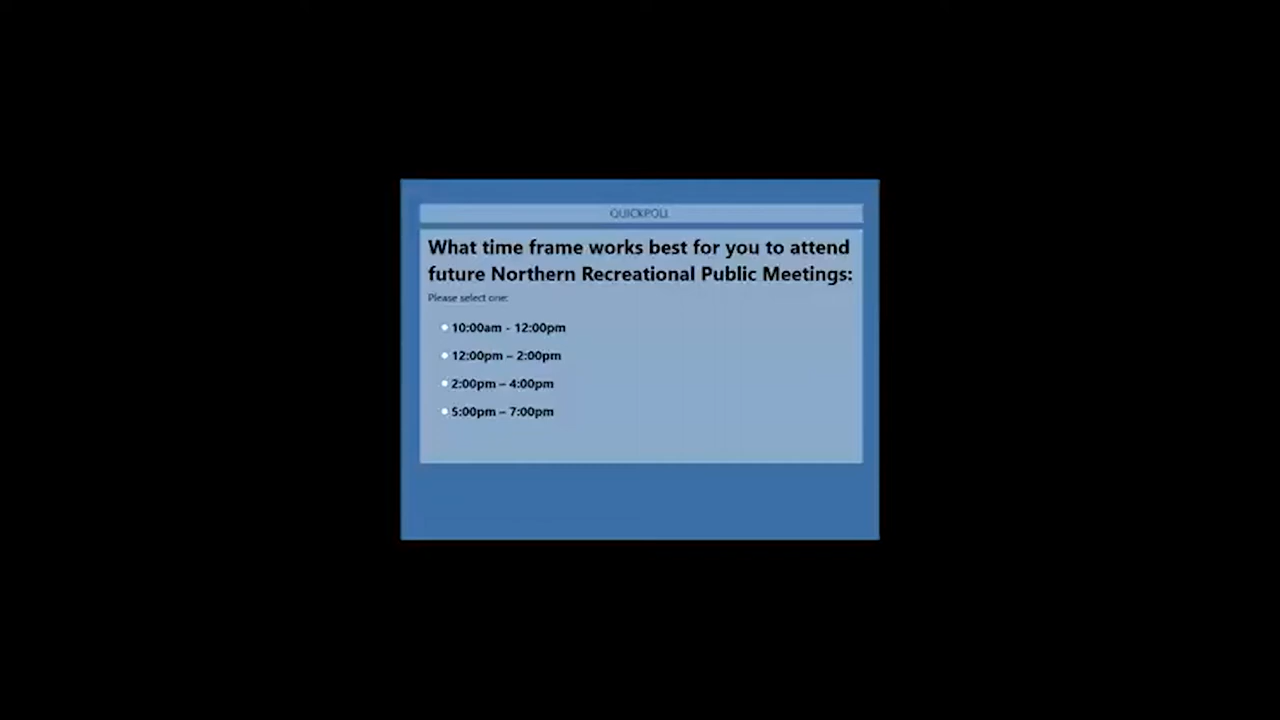 QUICKPOLL
What time frame works best for you to attend
future Northern Recreational Public Meetings:
Please select one:
10:00am - 12:00pm
12:00pm – 2:00pm
2:00pm – 4:00pm
5:00pm – 7:00pm